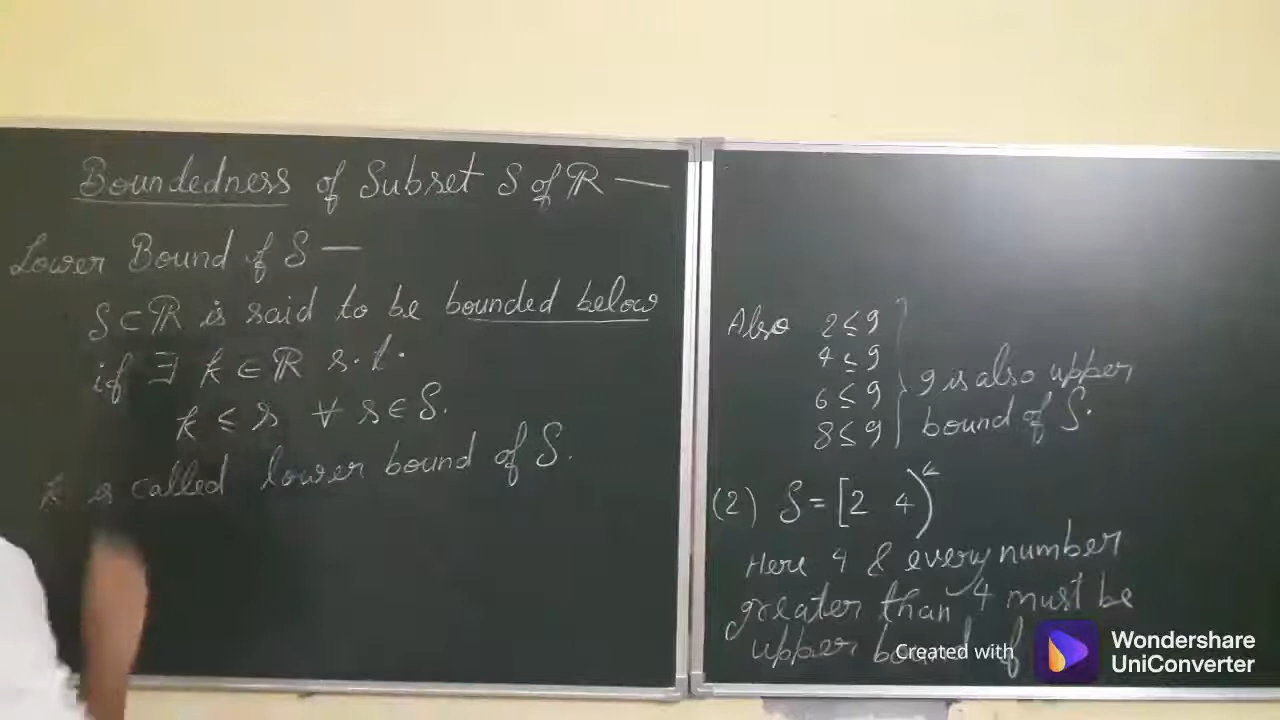 Boundedness of Subset S of ℝ —
Lower Bound of S —
S ⊂ ℝ is said to be bounded below
if ∃ k ∈ ℝ s.t.
k ≤ s ∀ s ∈ S.
k is called lower bound of S.
Also 2 ≤ 9
4 ≤ 9
6 ≤ 9
8 ≤ 9
9 is also upper
bound of S.
(2) S = [2 4)
Here 4 & every number
greater than 4 must be
upper bound of
Created with
Wondershare
UniConverter